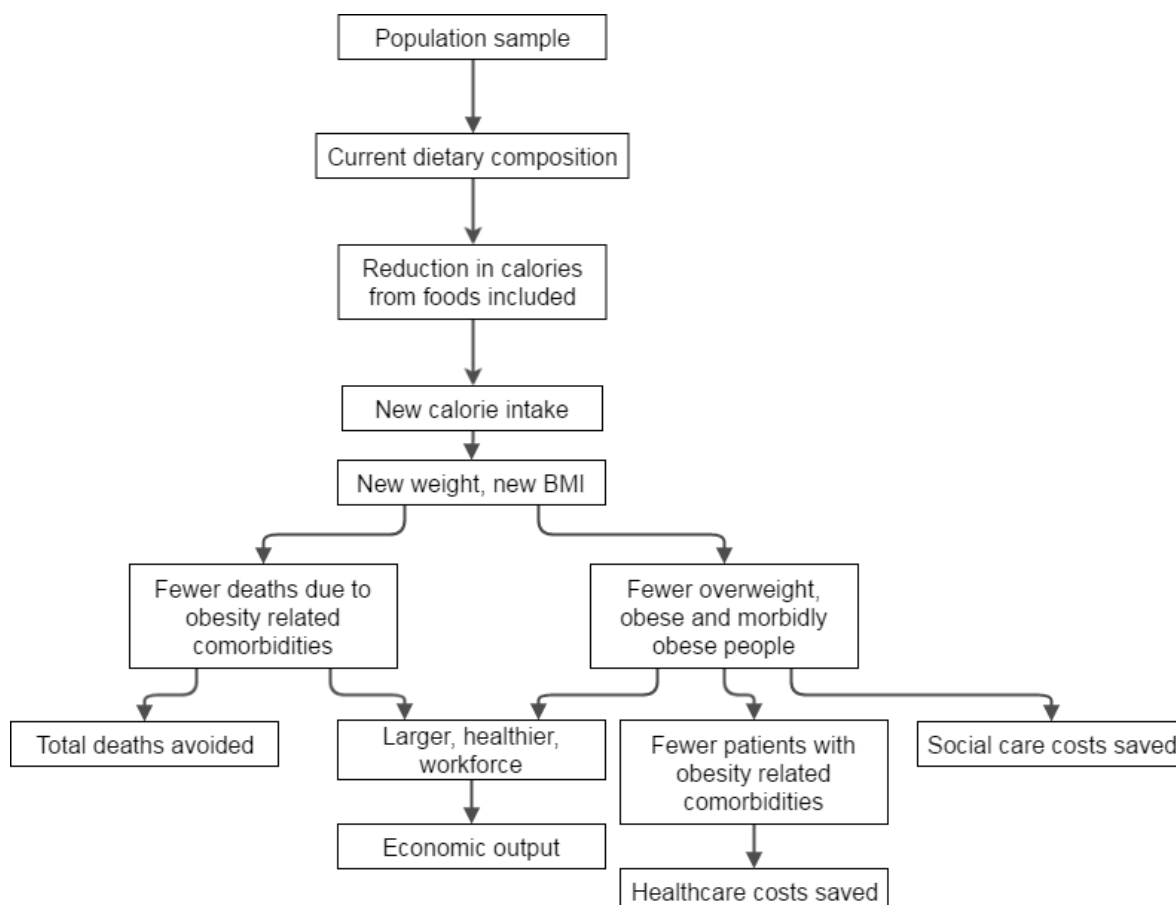 Population sample
Current dietary composition
Reduction in calories
from foods included
New calorie intake
New weight, new BMI
Fewer deaths due to
obesity related
comorbidities
Fewer overweight,
obese and morbidly
obese people
Total deaths avoided
Larger, healthier,
workforce
Fewer patients with
obesity related
comorbidities
Social care costs saved
Economic output
Healthcare costs saved